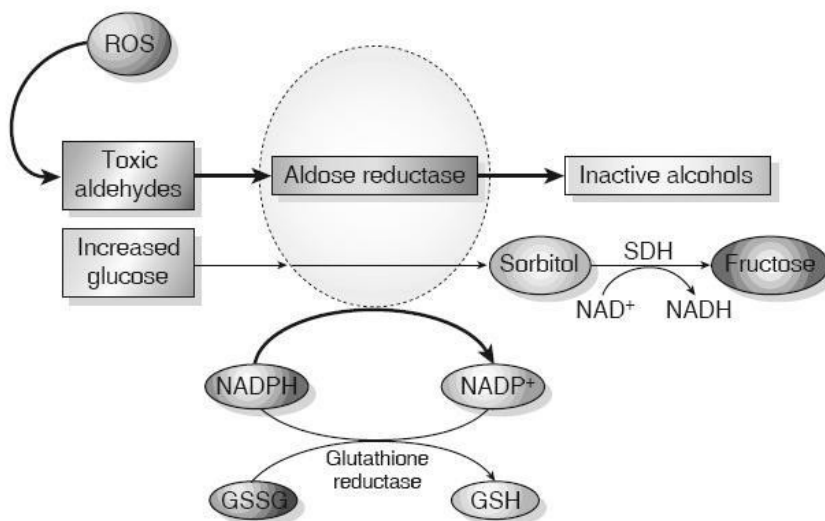 ROS
Toxic
aldehydes
Aldose reductase
Inactive alcohols
Increased
glucose
Sorbitol
SDH
Fructose
NAD⁺
NADH
NADPH
NADP⁺
Glutathione
reductase
GSSG
GSH